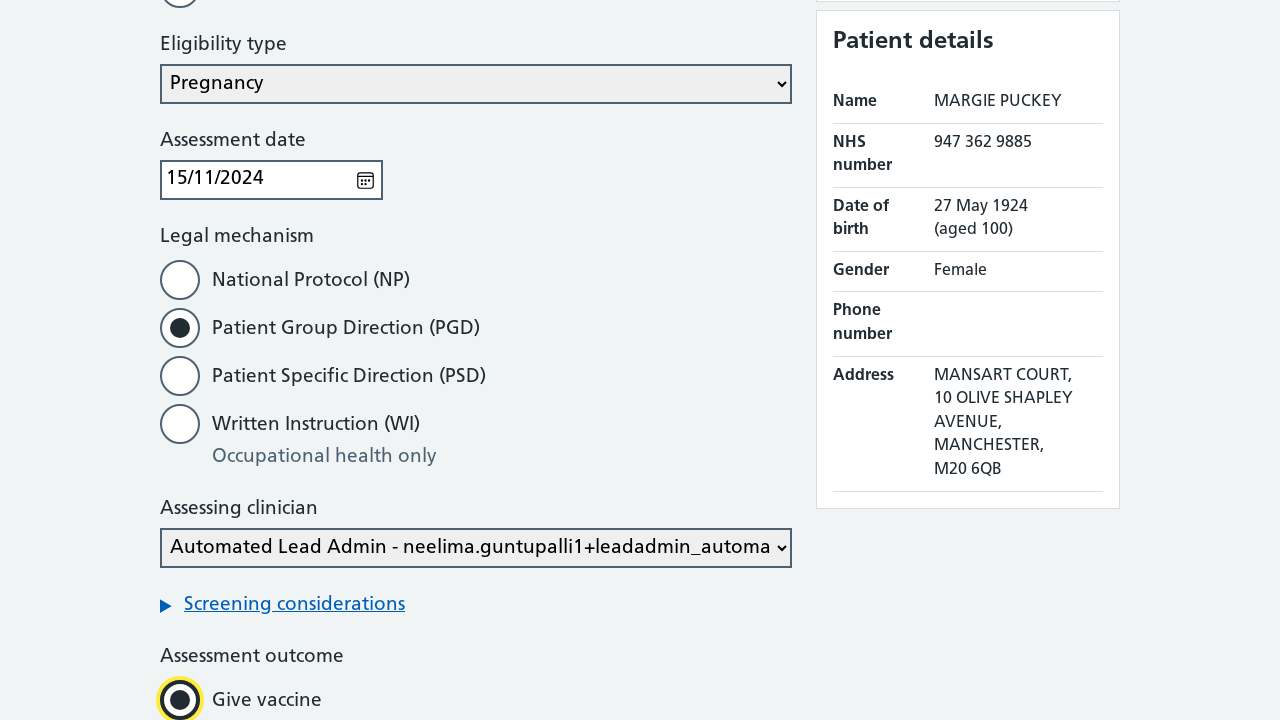 Eligibility type
Pregnancy
Assessment date
15/11/2024
Legal mechanism
National Protocol (NP)
Patient Group Direction (PGD)
Patient Specific Direction (PSD)
Written Instruction (WI)
Occupational health only
Assessing clinician
Automated Lead Admin - neelima.guntupalli1+leadadmin_automa
Screening considerations
Assessment outcome
Give vaccine
Patient details
Name MARGIE PUCKEY
NHS number 947 362 9885
Date of birth 27 May 1924 (aged 100)
Gender Female
Phone number
Address MANSART COURT,
10 OLIVE SHAPLEY
AVENUE,
MANCHESTER,
M20 6QB